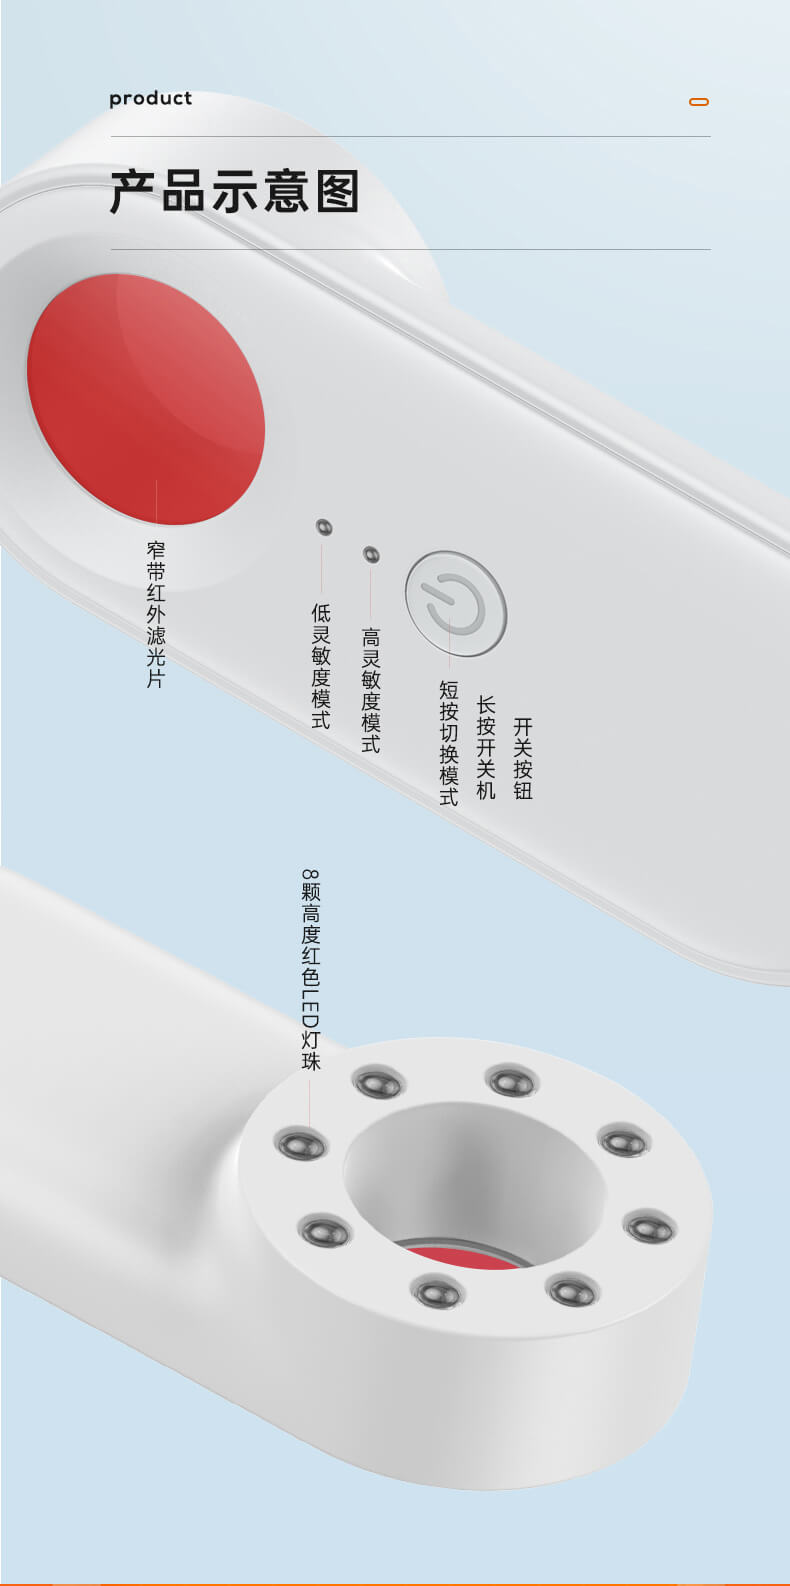 product
产品示意图
窄带红外滤光片
低灵敏度模式
高灵敏度模式
开关按钮
长按开关机
短按切换模式
8颗高度红色LED灯珠